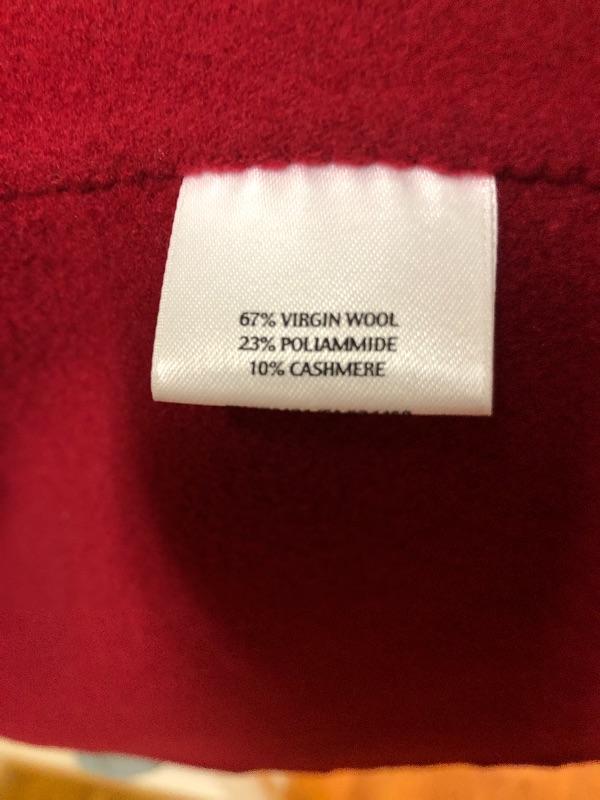 67% VIRGIN WOOL
23% POLIAMMIDE
10% CASHMERE